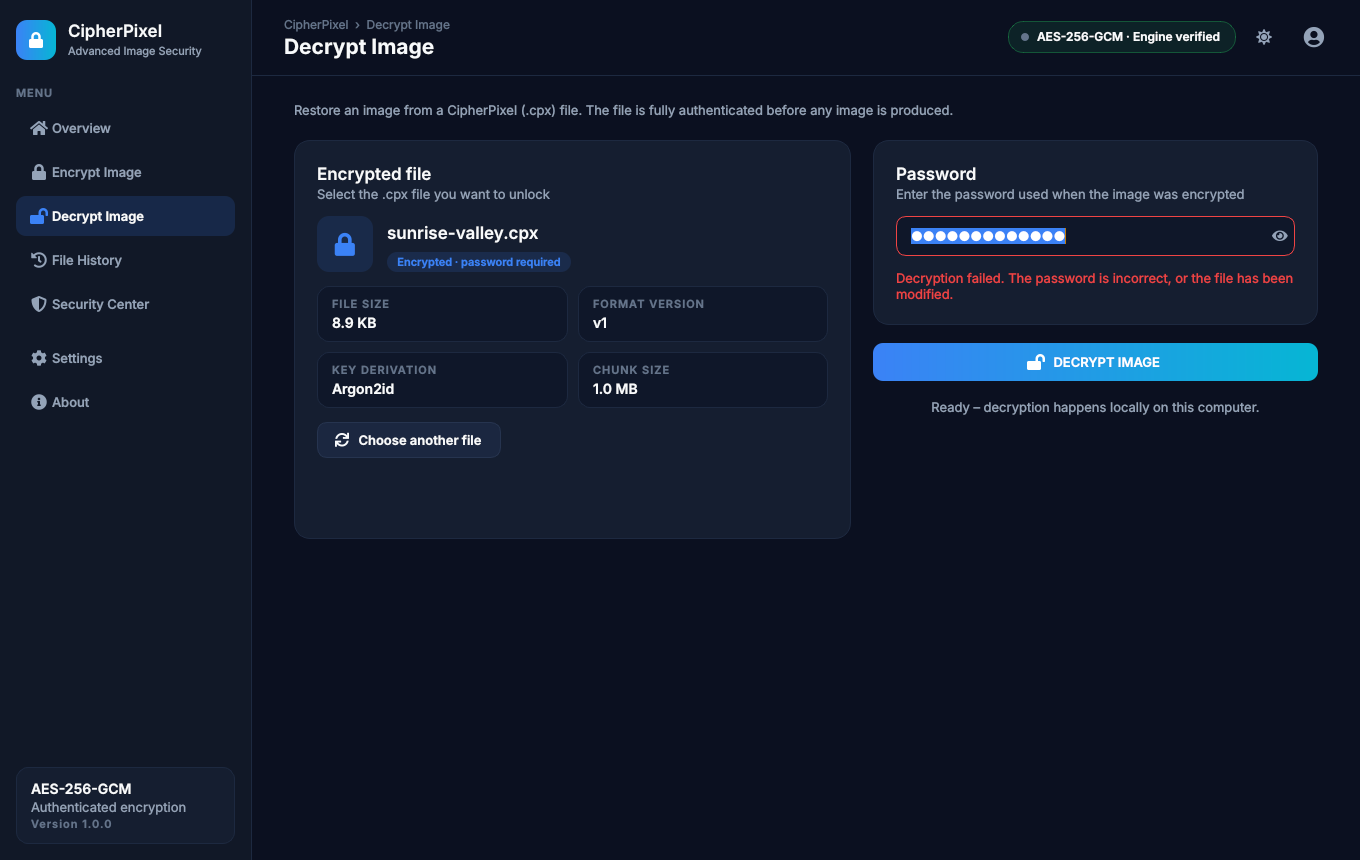 CipherPixel
Advanced Image Security
MENU
Overview
Encrypt Image
Decrypt Image
File History
Security Center
Settings
About
AES-256-GCM
Authenticated encryption
Version 1.0.0
CipherPixel › Decrypt Image
Decrypt Image
AES-256-GCM · Engine verified
Restore an image from a CipherPixel (.cpx) file. The file is fully authenticated before any image is produced.
Encrypted file
Select the .cpx file you want to unlock
sunrise-valley.cpx
Encrypted · password required
FILE SIZE
8.9 KB
FORMAT VERSION
v1
KEY DERIVATION
Argon2id
CHUNK SIZE
1.0 MB
Choose another file
Password
Enter the password used when the image was encrypted
●●●●●●●●●●●●●
Decryption failed. The password is incorrect, or the file has been
modified.
DECRYPT IMAGE
Ready – decryption happens locally on this computer.